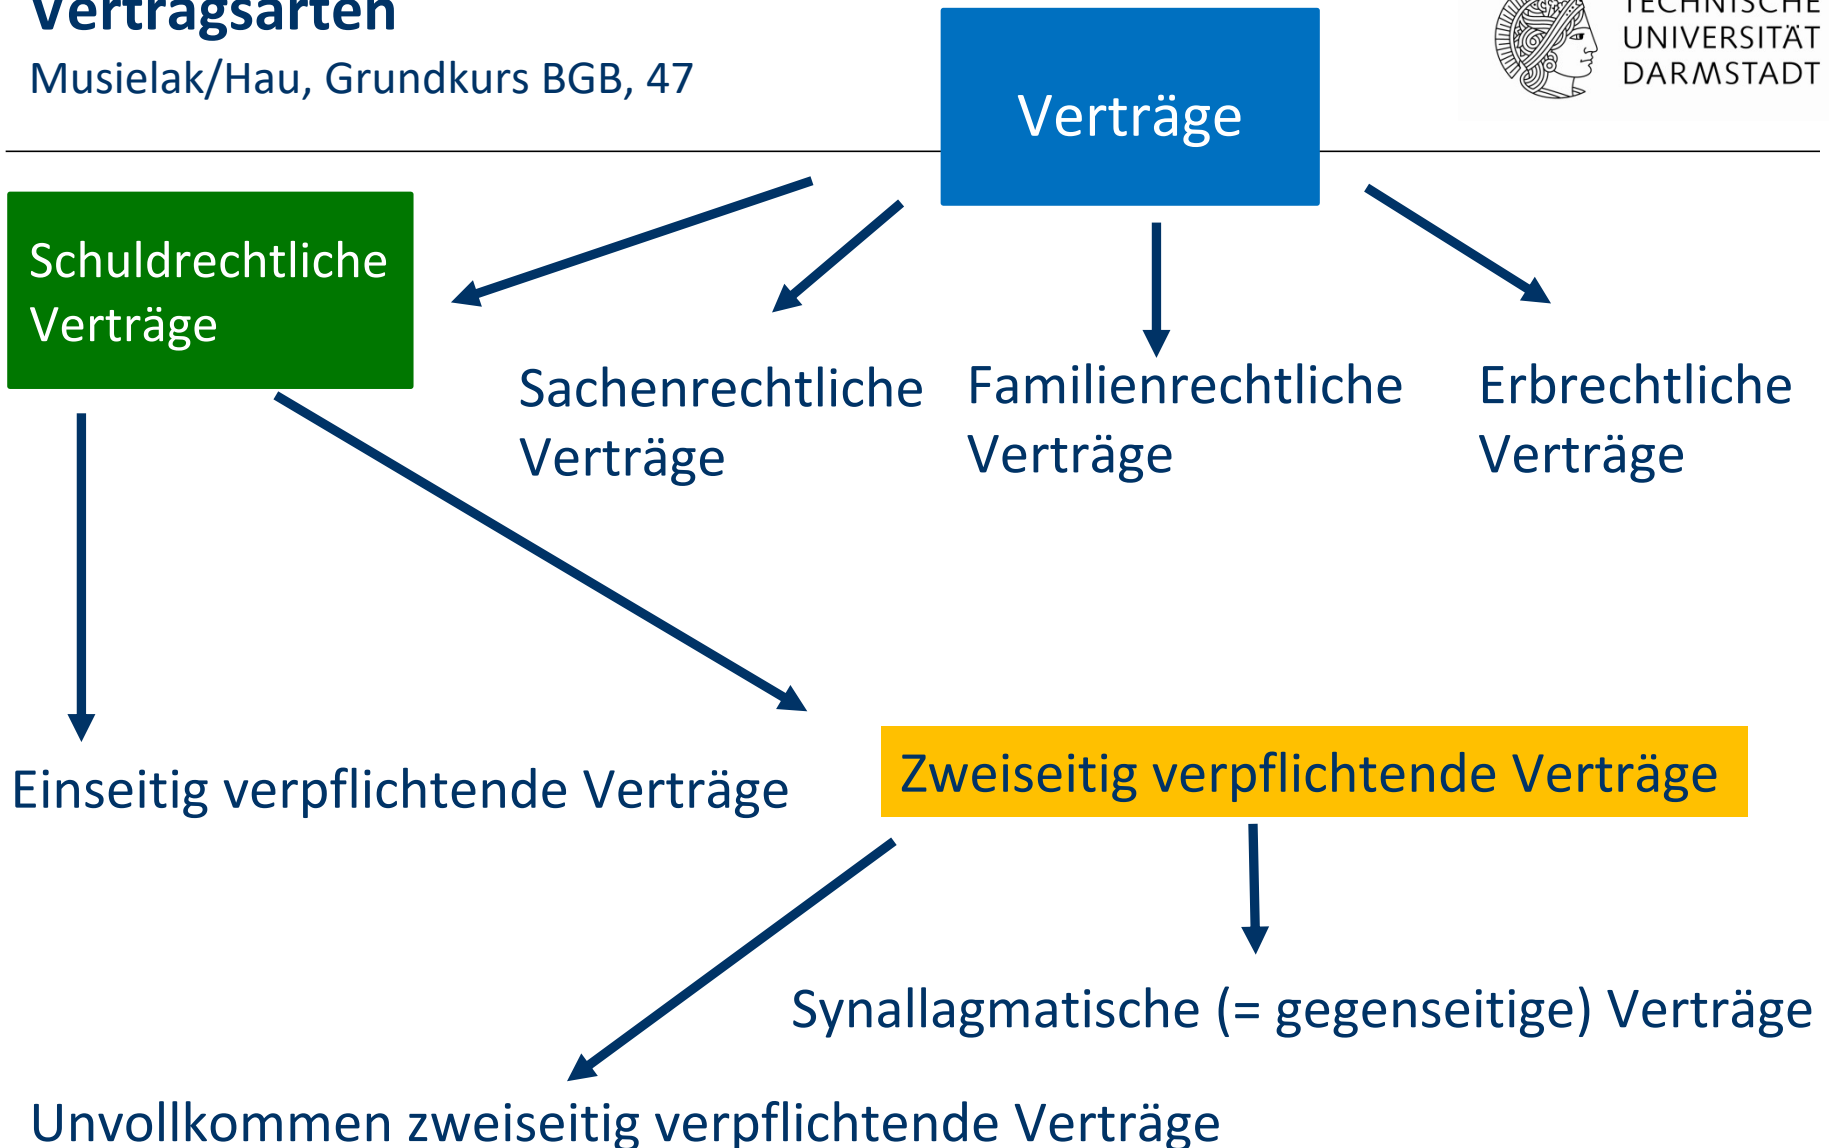 Vertragsarten
Musielak/Hau, Grundkurs BGB, 47
TECHNISCHE
UNIVERSITÄT
DARMSTADT
Verträge
Schuldrechtliche
Verträge
Sachenrechtliche
Verträge
Familienrechtliche
Verträge
Erbrechtliche
Verträge
Einseitig verpflichtende Verträge
Zweiseitig verpflichtende Verträge
Synallagmatische (= gegenseitige) Verträge
Unvollkommen zweiseitig verpflichtende Verträge